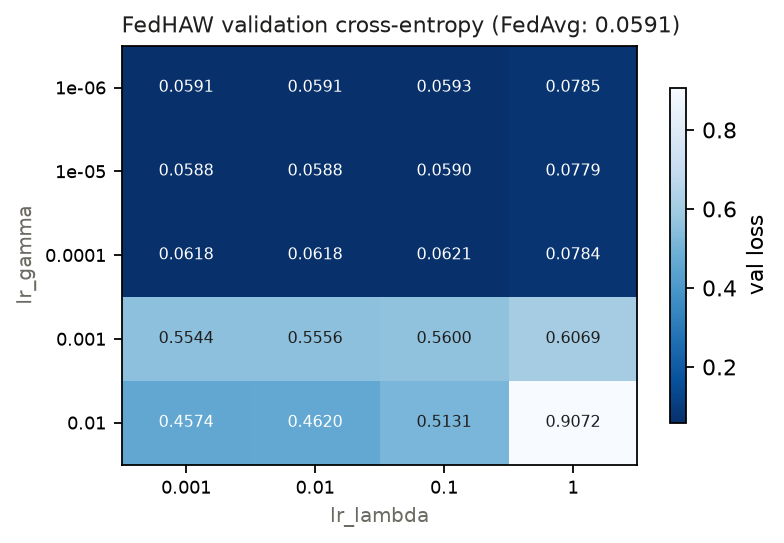 FedHAW validation cross-entropy (FedAvg: 0.0591)
1e-06 0.0591 0.0591 0.0593 0.0785
1e-05 0.0588 0.0588 0.0590 0.0779
0.0001 0.0618 0.0618 0.0621 0.0784
0.001 0.5544 0.5556 0.5600 0.6069
0.01 0.4574 0.4620 0.5131 0.9072
0.001 0.01 0.1 1
lr_lambda
lr_gamma
0.8
0.6
0.4
0.2
val loss